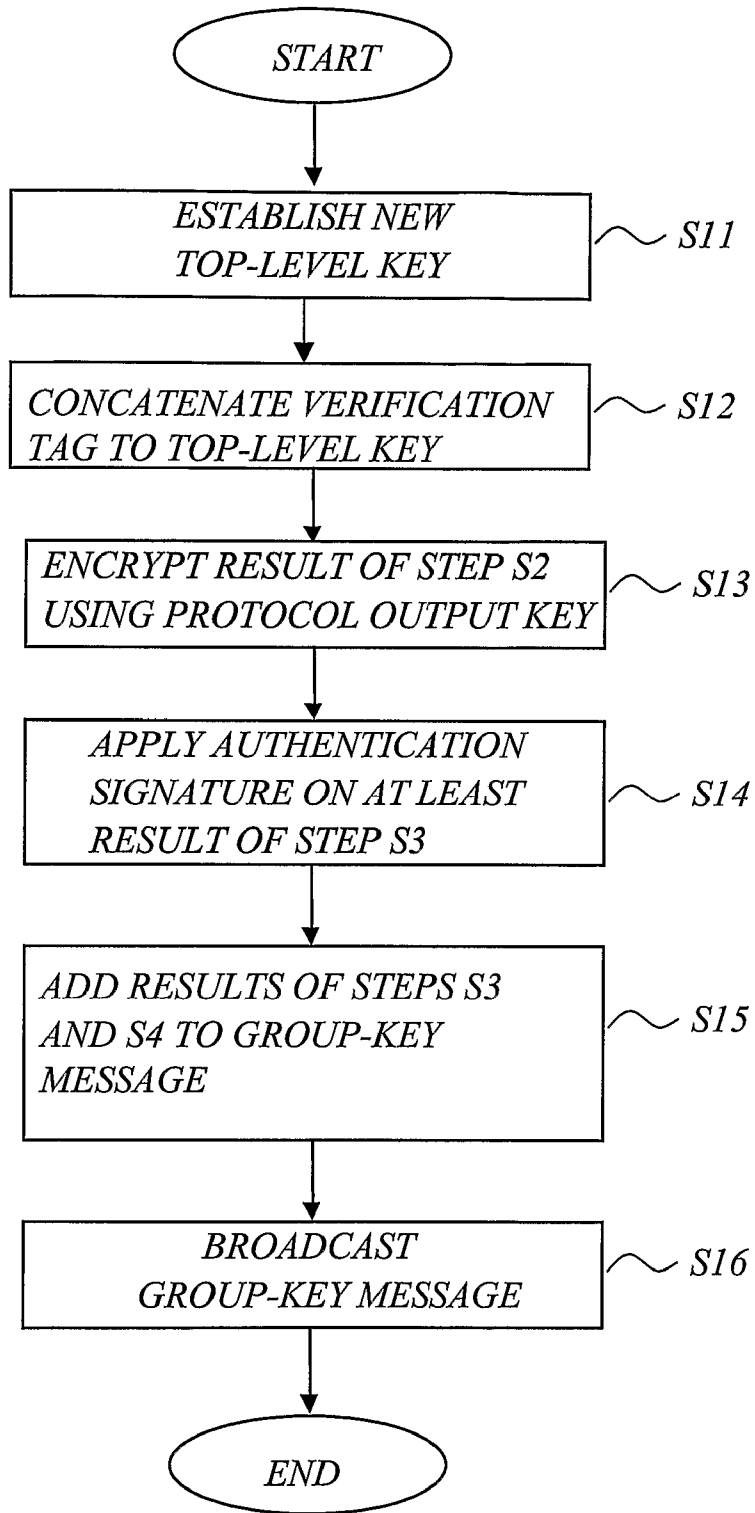 START
ESTABLISH NEW
TOP-LEVEL KEY
S11
CONCATENATE VERIFICATION
TAG TO TOP-LEVEL KEY
S12
ENCRYPT RESULT OF STEP S2
USING PROTOCOL OUTPUT KEY
S13
APPLY AUTHENTICATION
SIGNATURE ON AT LEAST
RESULT OF STEP S3
S14
ADD RESULTS OF STEPS S3
AND S4 TO GROUP-KEY
MESSAGE
S15
BROADCAST
GROUP-KEY MESSAGE
S16
END